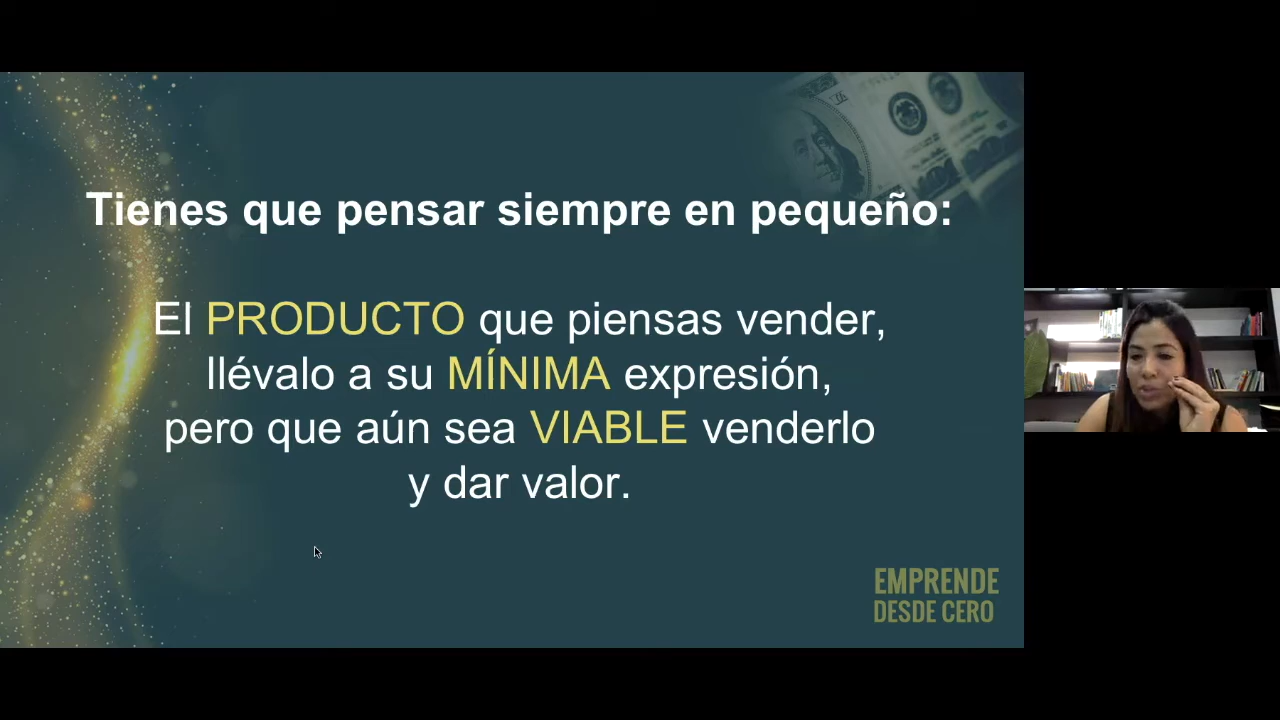 Tienes que pensar siempre en pequeño:
El PRODUCTO que piensas vender,
llévalo a su MÍNIMA expresión,
pero que aún sea VIABLE venderlo
y dar valor.
EMPRENDE
DESDE CERO